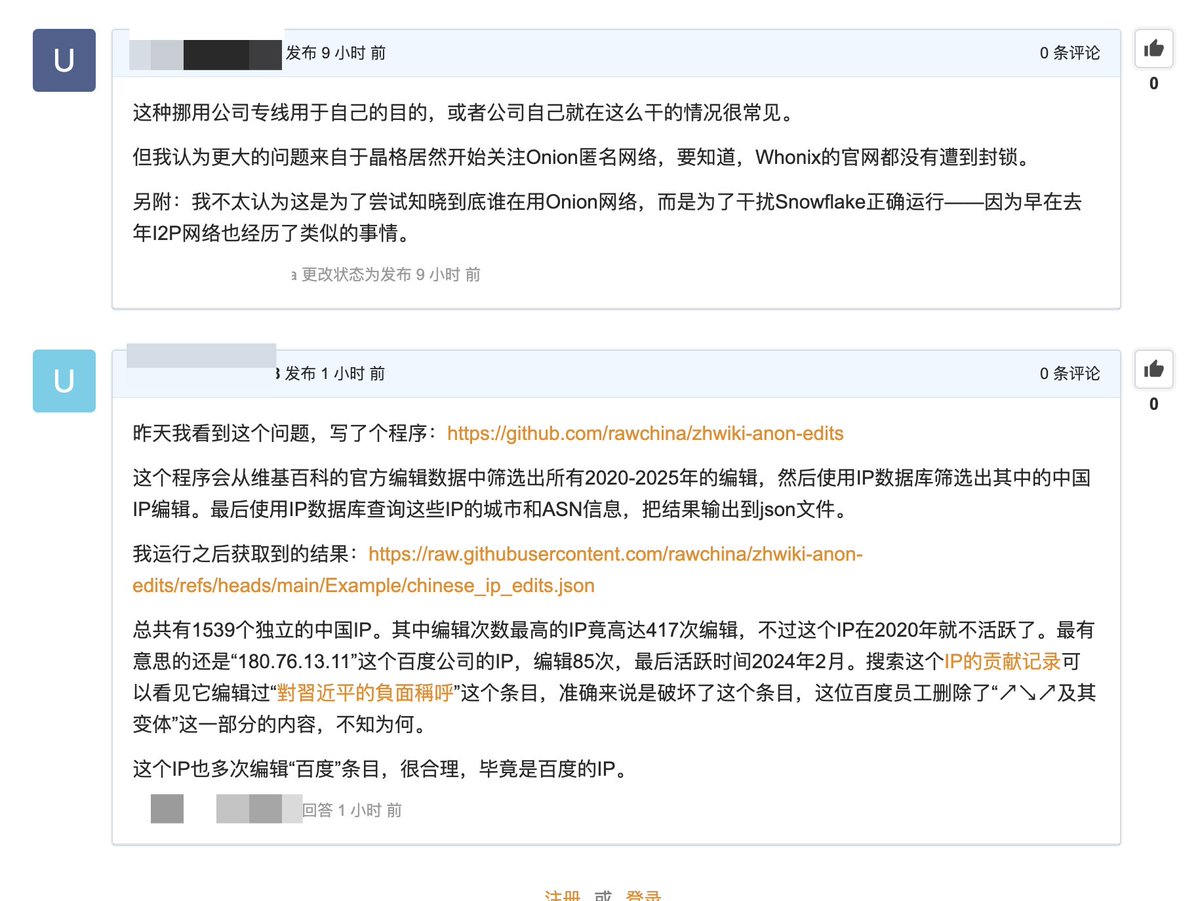 U
发布 9 小时 前
0 条评论
0
这种挪用公司专线用于自己的目的，或者公司自己就在这么干的情况很常见。
但我认为更大的问题来自于晶格居然开始关注Onion匿名网络，要知道，Whonix的官网都没有遭到封锁。
另附：我不太认为这是为了尝试知晓到底谁在用Onion网络，而是为了干扰Snowflake正确运行——因为早在去
年I2P网络也经历了类似的事情。
a 更改状态为发布 9 小时 前
U
发布 1 小时 前
0 条评论
0
昨天我看到这个问题，写了个程序：https://github.com/rawchina/zhwiki-anon-edits
这个程序会从维基百科的官方编辑数据中筛选出所有2020-2025年的编辑，然后使用IP数据库筛选出其中的中国
IP编辑。最后使用IP数据库查询这些IP的城市和ASN信息，把结果输出到json文件。
我运行之后获取到的结果：https://raw.githubusercontent.com/rawchina/zhwiki-anon-
edits/refs/heads/main/Example/chinese_ip_edits.json
总共有1539个独立的中国IP。其中编辑次数最高的IP竟高达417次编辑，不过这个IP在2020年就不活跃了。最有
意思的还是“180.76.13.11”这个百度公司的IP，编辑85次，最后活跃时间2024年2月。搜索这个IP的贡献记录可
以看见它编辑过“對習近平的負面稱呼”这个条目，准确来说是破坏了这个条目，这位百度员工删除了“↗↘↗及其
变体”这一部分的内容，不知为何。
这个IP也多次编辑“百度”条目，很合理，毕竟是百度的IP。
回答 1 小时 前
注册 或 登录